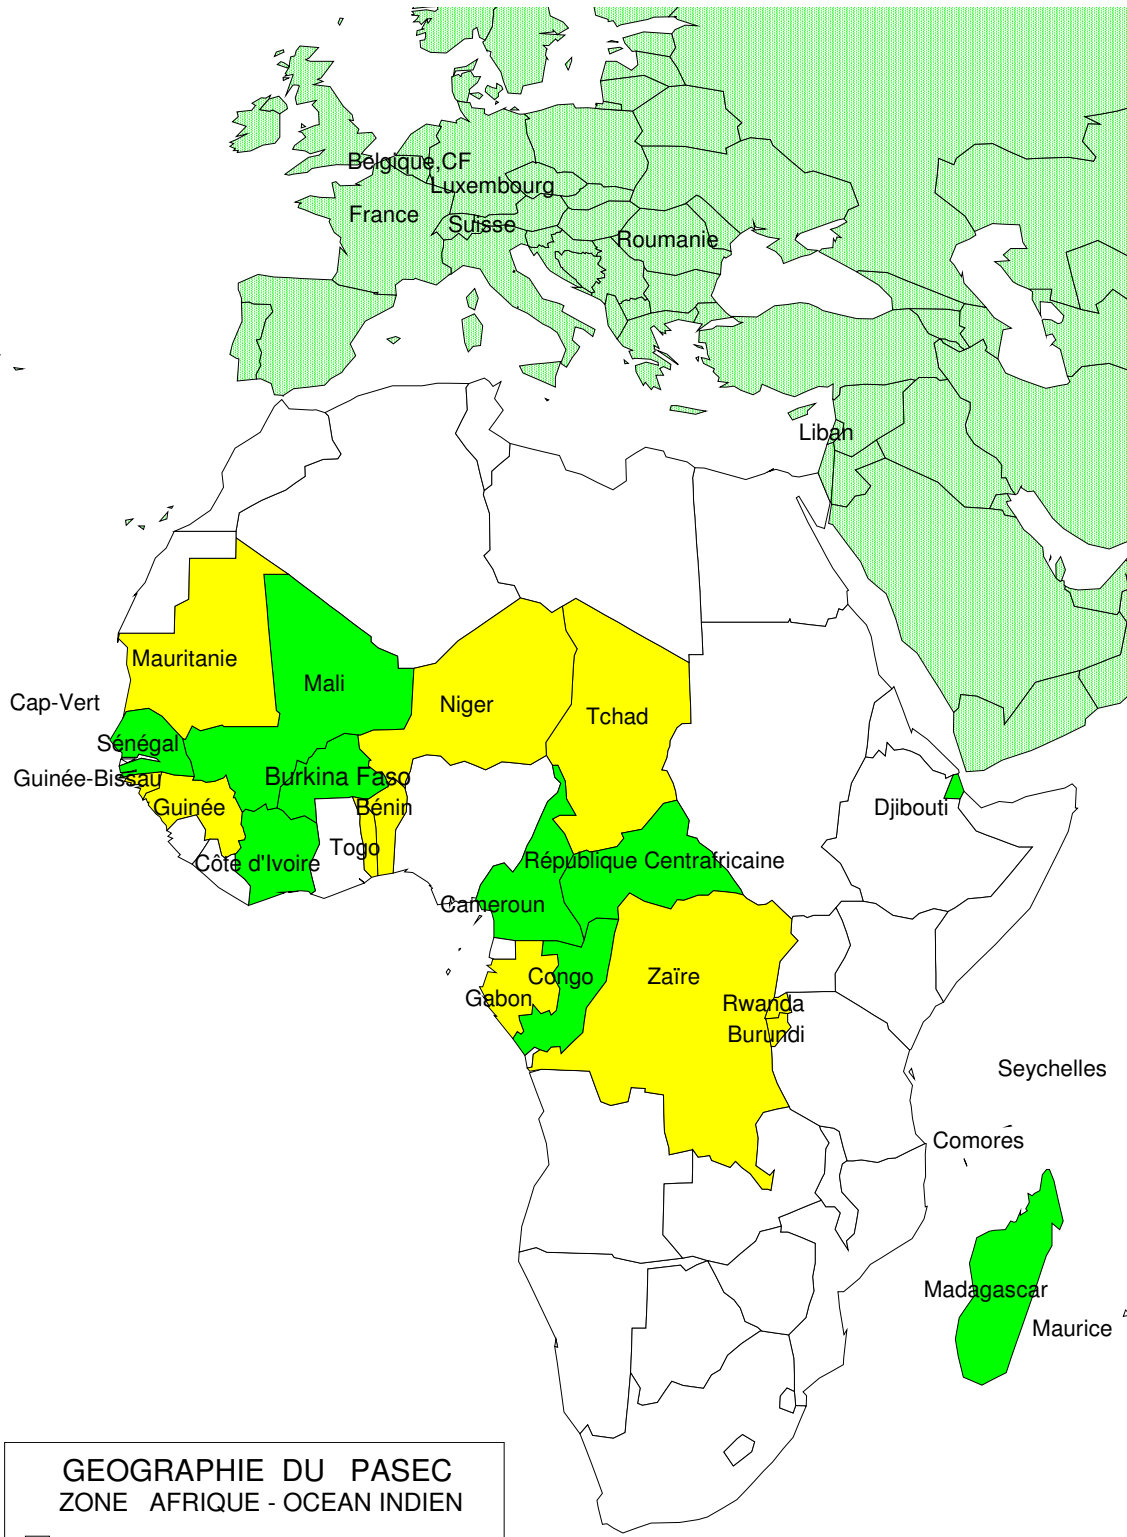 Belgique,CF
Luxembourg
France
Suisse
Roumanie
Liban
Mauritanie
Mali
Cap-Vert
Niger
Tchad
Sénégal
Guinée-Bissau
Burkina Faso
Guinée
Bénin
Djibouti
Togo
Côte d'Ivoire
République Centrafricaine
Cameroun
Congo
Zaïre
Gabon
Rwanda
Burundi
Seychelles
Comores
Madagascar
Maurice
GEOGRAPHIE DU PASEC
ZONE AFRIQUE - OCEAN INDIEN